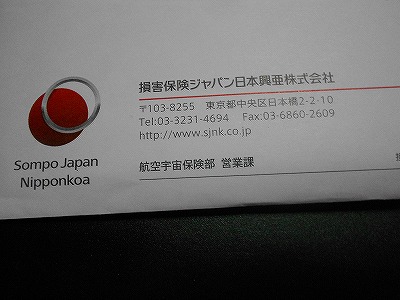 損害保険ジャパン日本興亜株式会社
〒103-8255 東京都中央区日本橋2-2-10
Tel:03-3231-4694 Fax:03-6860-2609
http://www.sjnk.co.jp
Sompo Japan
Nipponkoa
航空宇宙保険部 営業課